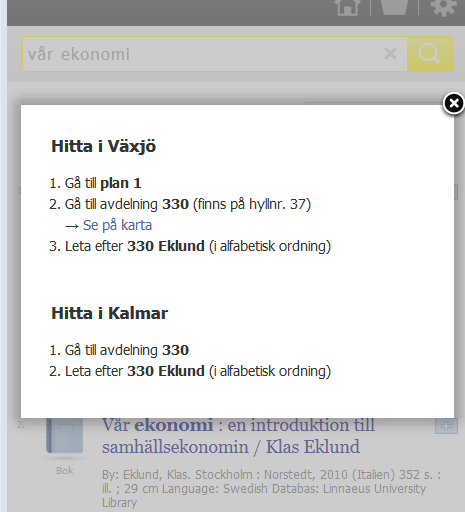 vår ekonomi
Hitta i Växjö
1. Gå till plan 1
2. Gå till avdelning 330 (finns på hyllnr. 37)
→ Se på karta
3. Leta efter 330 Eklund (i alfabetisk ordning)
Hitta i Kalmar
1. Gå till avdelning 330
2. Leta efter 330 Eklund (i alfabetisk ordning)
2.
Bok
Vår ekonomi : en introduktion till
samhällsekonomin / Klas Eklund
By: Eklund, Klas. Stockholm : Norstedt, 2010 (Italien) 352 s. :
ill. ; 29 cm Language: Swedish Databas: Linnaeus University
Library